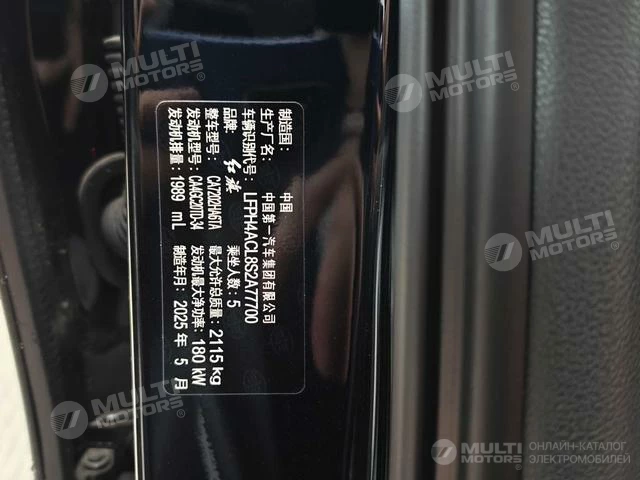 制造国：中国
生产厂名：中国第一汽车集团有限公司
车辆识别代号：LFPH4ACL8S2A77700
品牌：红旗 乘坐人数：5
整车型号：CA7202HA6TA 最大允许总质量：2115 kg
发动机型号：CA4GC20TD-34 发动机最大净功率：180 kW
发动机排量：1989 mL 制造年月：2025 年 5 月
MULTI
MOTORS
MULTI
MOTORS
MULTI
MOTORS
MULTI
MOTORS
MULTI
MOTORS
ОНЛАЙН-КАТАЛОГ
ЭЛЕКТРОМОБИЛЕЙ